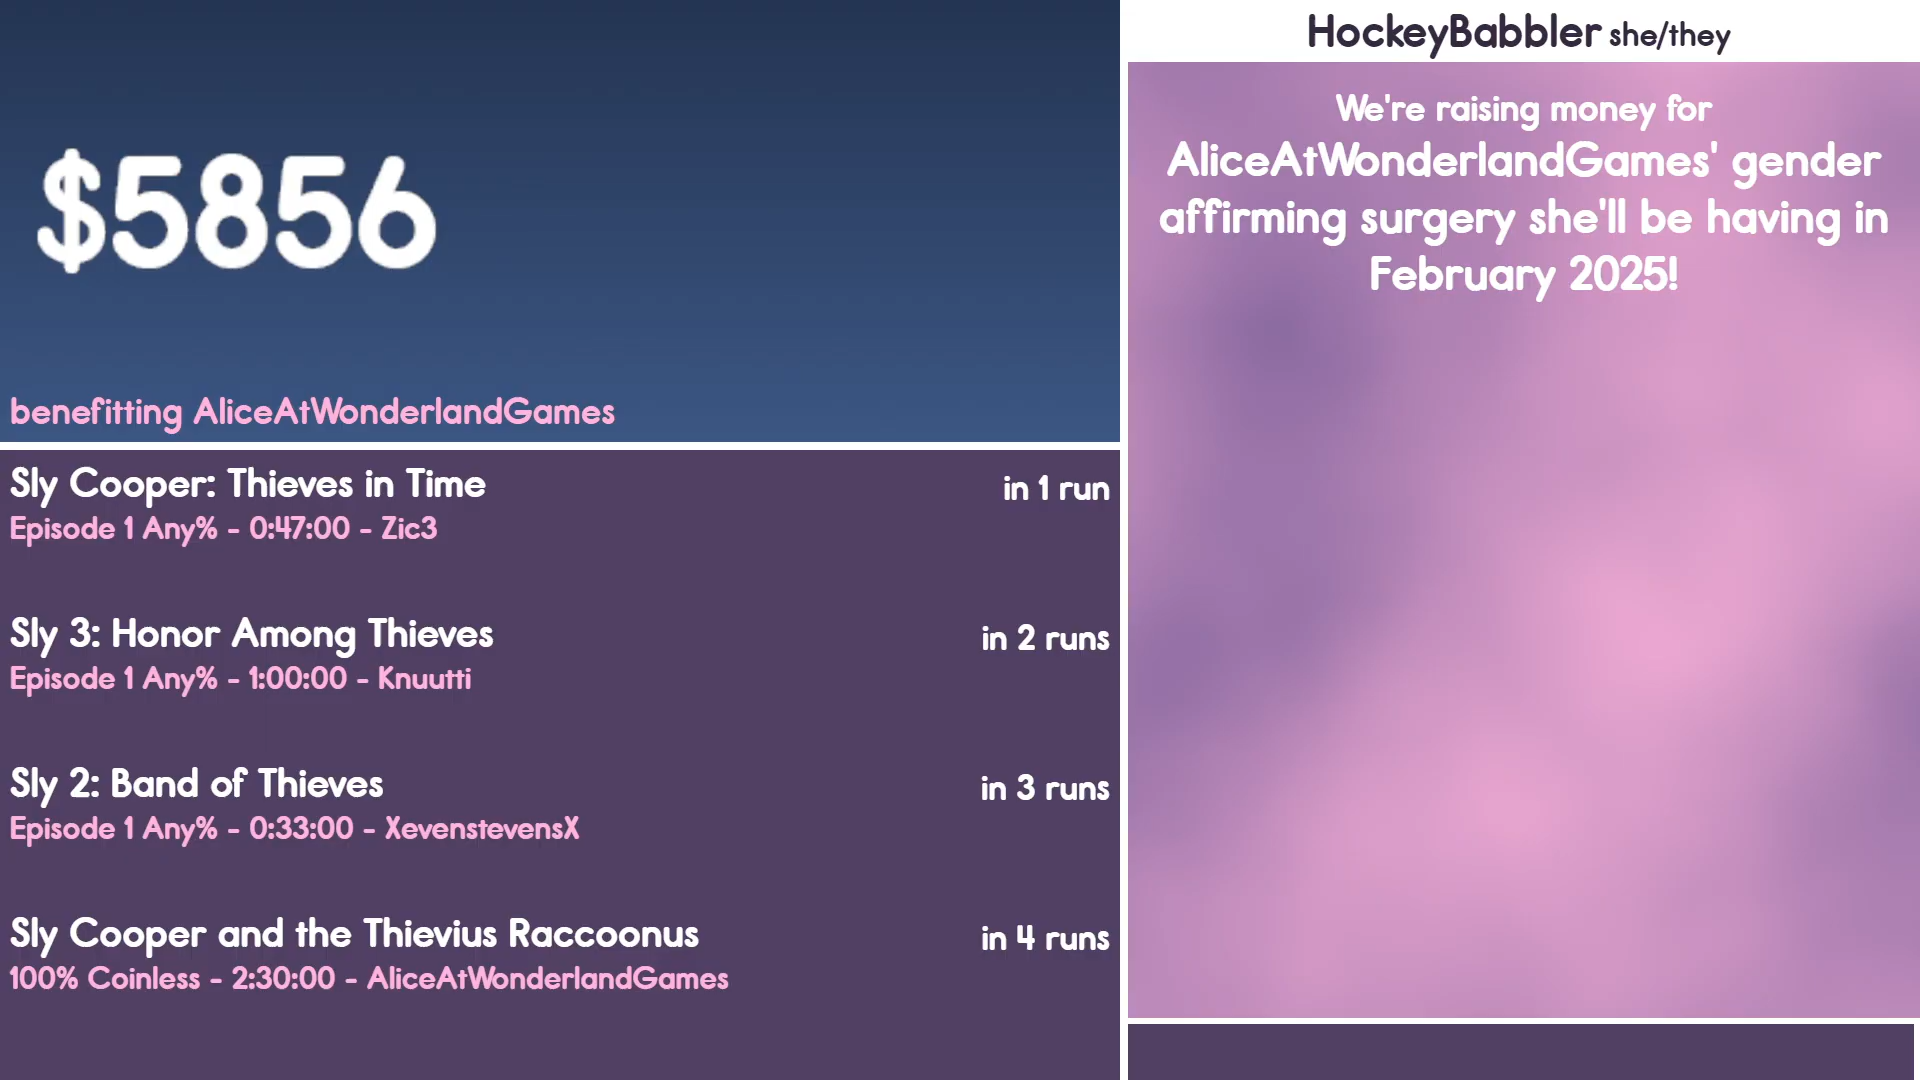 $5856
benefitting AliceAtWonderlandGames
Sly Cooper: Thieves in Time
in 1 run
Episode 1 Any% - 0:47:00 - Zic3
Sly 3: Honor Among Thieves
in 2 runs
Episode 1 Any% - 1:00:00 - Knuutti
Sly 2: Band of Thieves
in 3 runs
Episode 1 Any% - 0:33:00 - XevenstevensX
Sly Cooper and the Thievius Raccoonus
in 4 runs
100% Coinless - 2:30:00 - AliceAtWonderlandGames
HockeyBabbler she/they
We're raising money for
AliceAtWonderlandGames' gender
affirming surgery she'll be having in
February 2025!